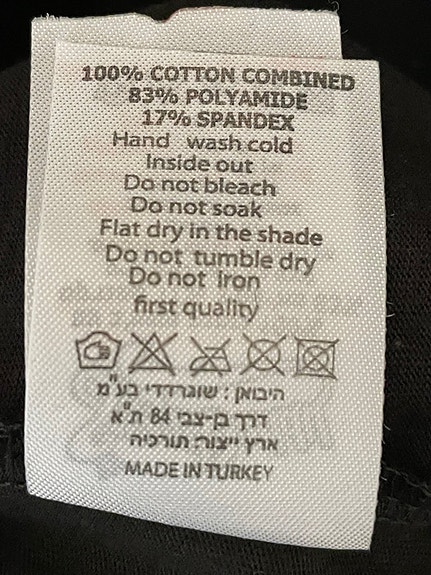 100% COTTON COMBINED
83% POLYAMIDE
17% SPANDEX
Hand wash cold
Inside out
Do not bleach
Do not soak
Flat dry in the shade
Do not tumble dry
Do not Iron
first quality
היבואן : שוגרדדי בע"מ
דרך בן-צבי 84 ת"א
ארץ ייצור: תורכיה
MADE IN TURKEY